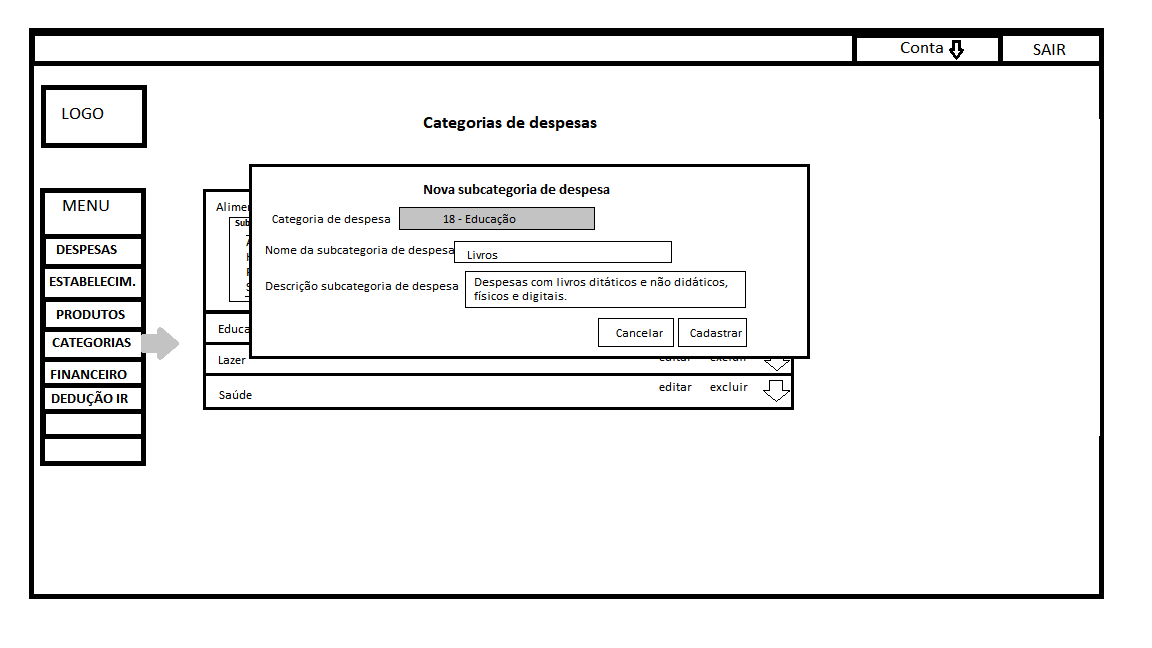 Conta
SAIR
LOGO
Categorias de despesas
MENU
DESPESAS
ESTABELECIM.
PRODUTOS
CATEGORIAS
FINANCEIRO
DEDUÇÃO IR
Nova subcategoria de despesa
Categoria de despesa 18 - Educação
Nome da subcategoria de despesa Livros
Descrição subcategoria de despesa Despesas com livros ditáticos e não didáticos,
físicos e digitais.
Cancelar Cadastrar
Alimen
Sub
Educa
Lazer editar excluir
Saúde editar excluir